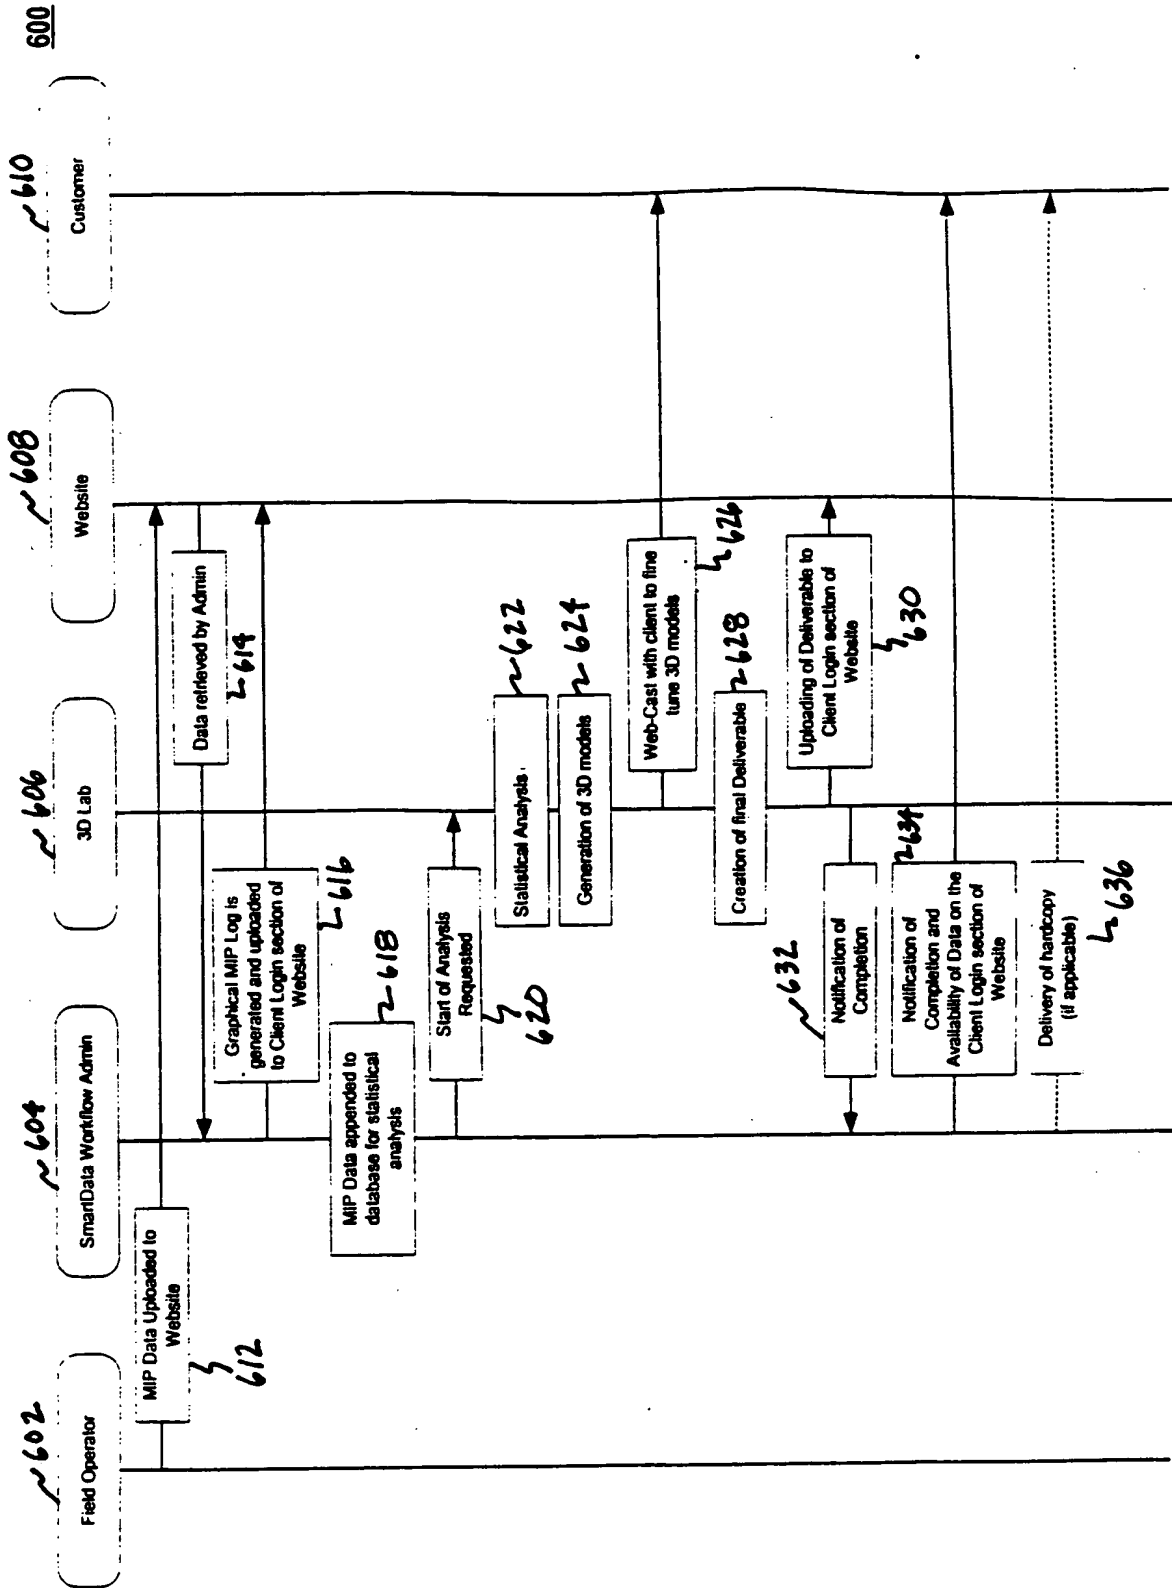 600
602
Field Operator
604
SmartData Workflow Admin
606
3D Lab
608
Website
610
Customer
MIP Data Uploaded to
Website
612
Data retrieved by Admin
614
Graphical MIP Log is
generated and uploaded
to Client Login section of
Website
616
MIP Data appended to
database for statistical
analysis
618
Start of Analysis
Requested
620
Statistical Analysis
622
Generation of 3D models
624
Web-Cast with client to fine
tune 3D models
626
Creation of final Deliverable
628
Uploading of Deliverable to
Client Login section of
Website
630
Notification of
Completion
632
Notification of
Completion and
Availability of Data on the
Client Login section of
Website
634
Delivery of hardcopy
(if applicable)
636